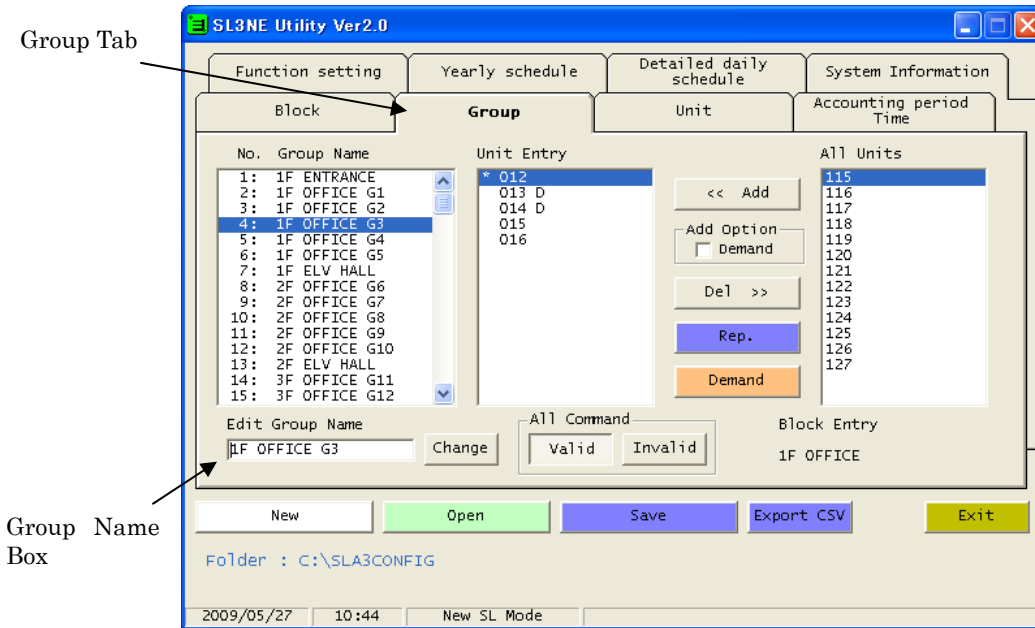 Group Tab
SL3NE Utility Ver2.0
Function setting
Yearly schedule
Detailed daily
schedule
System Information
Block
Group
Unit
Accounting period
Time
No. Group Name
1: 1F ENTRANCE
2: 1F OFFICE G1
3: 1F OFFICE G2
4: 1F OFFICE G3
5: 1F OFFICE G4
6: 1F OFFICE G5
7: 1F ELV HALL
8: 2F OFFICE G6
9: 2F OFFICE G7
10: 2F OFFICE G8
11: 2F OFFICE G9
12: 2F OFFICE G10
13: 2F ELV HALL
14: 3F OFFICE G11
15: 3F OFFICE G12
Unit Entry
* 012
013 D
014 D
015
016
<< Add
Add Option
Demand
Del >>
Rep.
Demand
All Units
115
116
117
118
119
120
121
122
123
124
125
126
127
Edit Group Name
1F OFFICE G3
Change
All Command
Valid
Invalid
Block Entry
1F OFFICE
Group Name
Box
New
Open
Save
Export CSV
Exit
Folder : C:\SLA3CONFIG
2009/05/27
10:44
New SL Mode